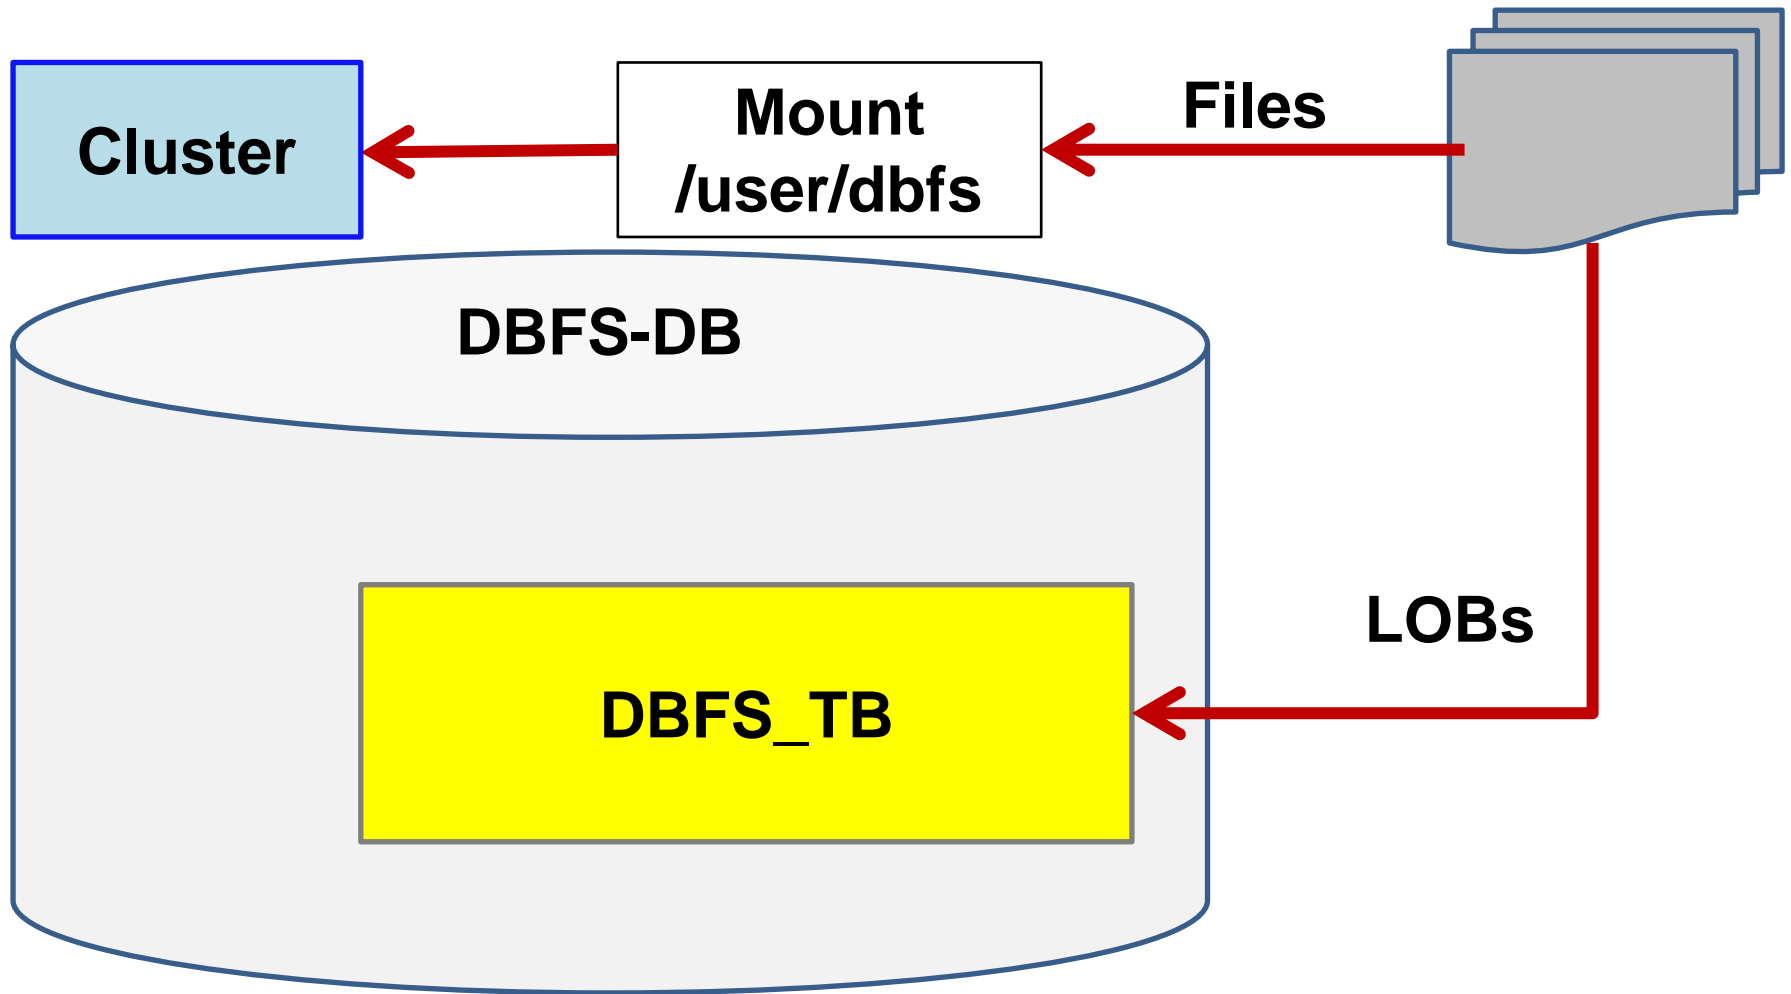 Cluster
Mount
/user/dbfs
Files
DBFS-DB
LOBs
DBFS_TB